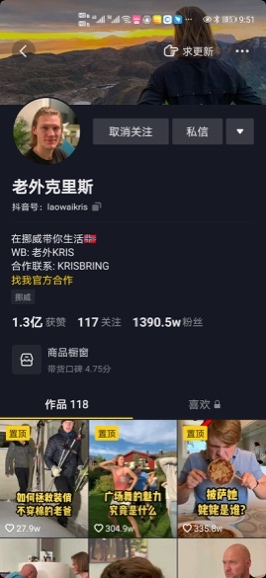 9:51
求更新
取消关注
私信
老外克里斯
抖音号：laowaikris
在挪威带你生活🇳🇴
WB: 老外KRIS
合作联系: KRISBRING
找我官方合作
挪威
1.3亿 获赞 117 关注 1390.5w 粉丝
商品橱窗
带货口碑 4.75分
作品 118
喜欢
置顶
如何拯救装俏
不穿棉的老爸
27.9w
置顶
广场舞的魅力
究竟是什么
304.9w
置顶
被萨她
姥姥是谁?
335.8w